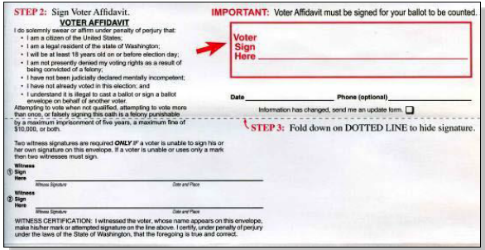 STEP 2: Sign Voter Affidavit.
VOTER AFFIDAVIT
I do solemnly swear or affirm under penalty of perjury that:
• I am a citizen of the United States;
• I am a legal resident of the state of Washington;
• I will be at least 18 years old on or before election day;
• I am not presently denied my voting rights as a result of
being convicted of a felony;
• I have not been judicially declared mentally incompetent;
• I have not already voted in this election; and
• I understand it is illegal to cast a ballot or sign a ballot
envelope on behalf of another voter.
Attempting to vote when not qualified, attempting to vote more
than once, or falsely signing this oath is a felony punishable
by a maximum imprisonment of five years, a maximum fine of
$10,000, or both.
Two witness signatures are required ONLY IF a voter is unable to sign his or
her own signature on this envelope. If a voter is unable or uses only a mark
then two witnesses must sign.
Witness
① Sign
Here
Witness Signature Date and Place
Witness
② Sign
Here
Witness Signature Date and Place
WITNESS CERTIFICATION: I witnessed the voter, whose name appears on this envelope,
make his/her mark or attempted signature on the line above. I certify, under penalty of perjury
under the laws of the State of Washington, that the foregoing is true and correct.
IMPORTANT: Voter Affidavit must be signed for your ballot to be counted.
Voter
Sign
Here
Date Phone (optional)
Information has changed, send me an update form.
STEP 3: Fold down on DOTTED LINE to hide signature.